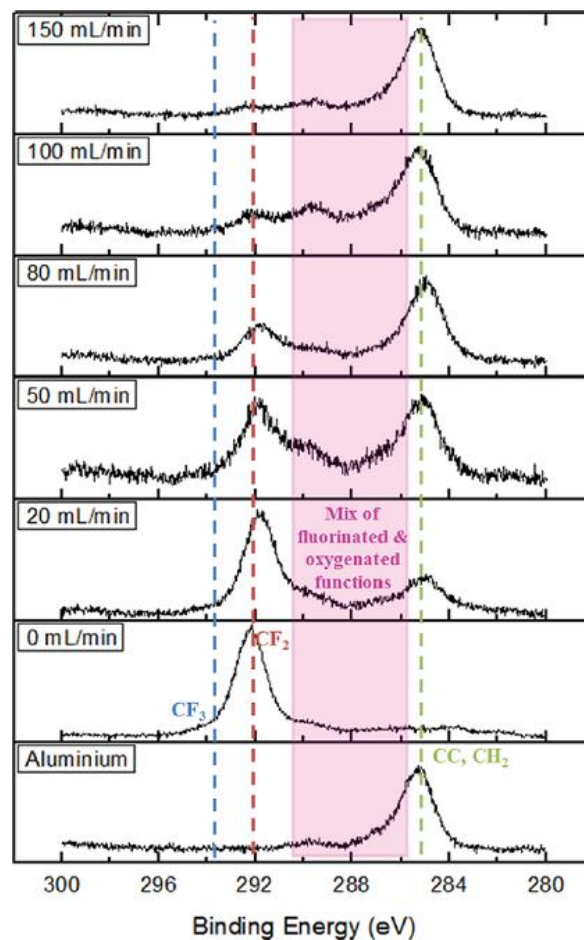 150 mL/min
100 mL/min
80 mL/min
50 mL/min
20 mL/min
Mix of
fluorinated &
oxygenated
functions
0 mL/min
CF₂
CF₃
Aluminium
CC, CH₂
300 296 292 288 284 280
Binding Energy (eV)